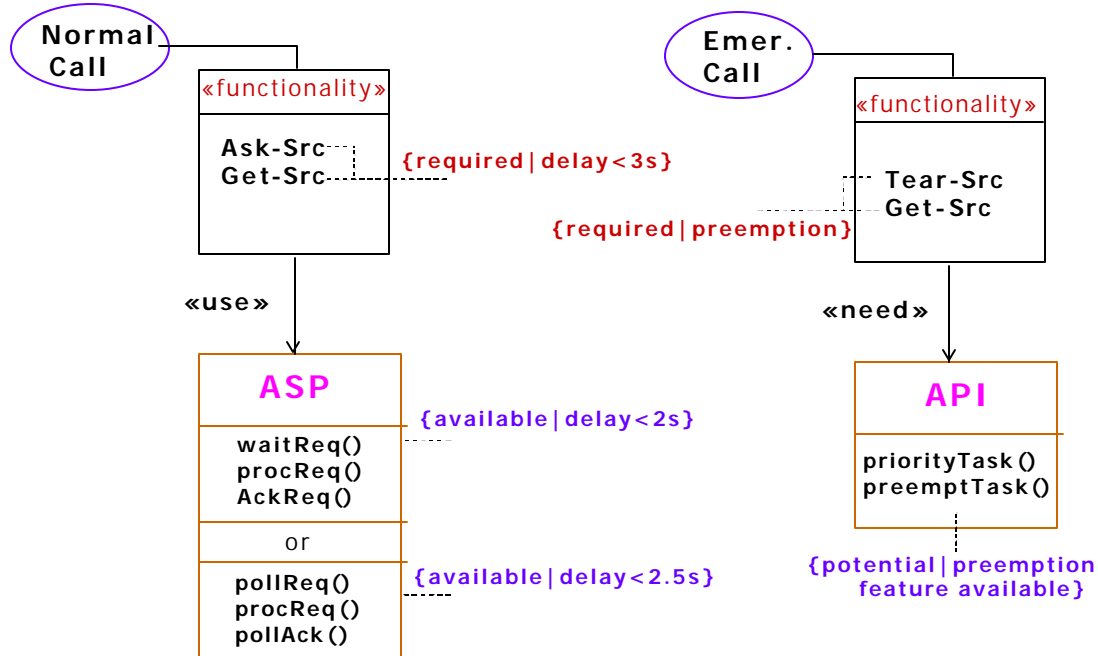 Normal
Call
«functionality»
Ask-Src
Get-Src
{required|delay<3s}
«use»
ASP
{available|delay<2s}
waitReq()
procReq()
AckReq()
or
{available|delay<2.5s}
pollReq()
procReq()
pollAck()
Emer.
Call
«functionality»
Tear-Src
Get-Src
{required|preemption}
«need»
API
priorityTask()
preemptTask()
{potential|preemption
feature available}